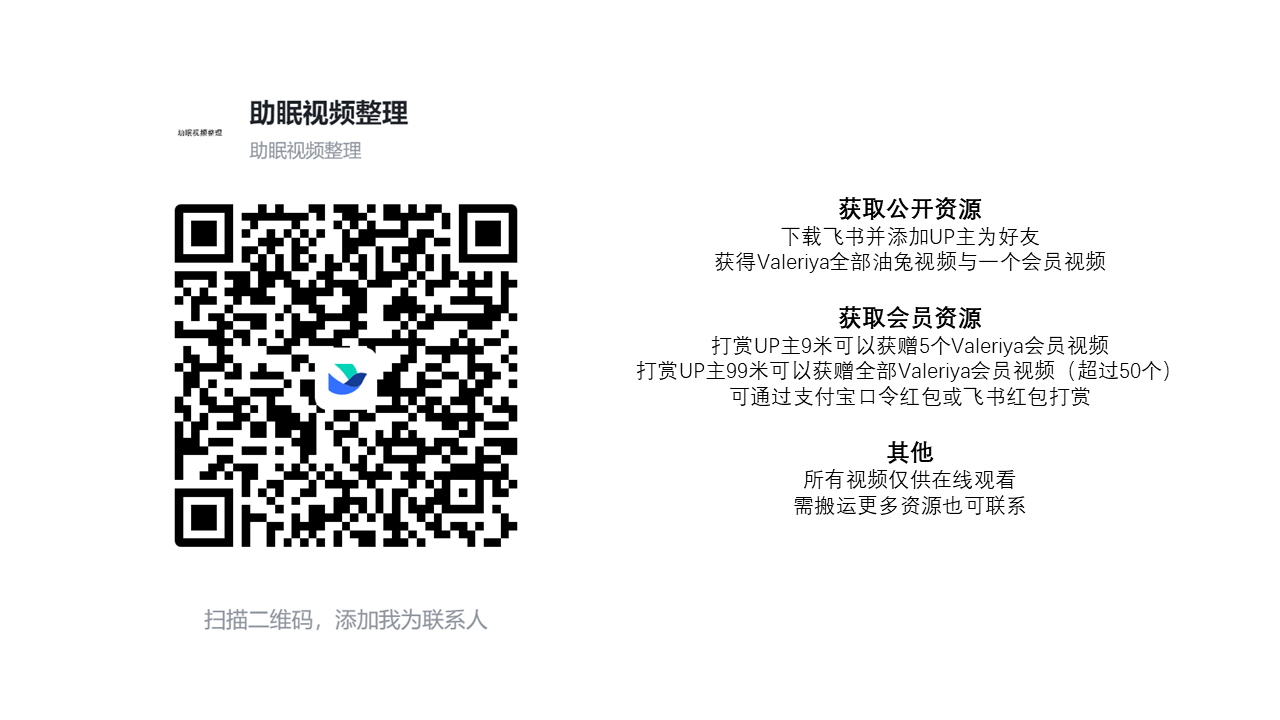 助眠视频整理
助眠视频整理
助眠视频整理
扫描二维码，添加我为联系人
获取公开资源
下载飞书并添加UP主为好友
获得Valeriya全部油兔视频与一个会员视频
获取会员资源
打赏UP主9米可以获赠5个Valeriya会员视频
打赏UP主99米可以获赠全部Valeriya会员视频（超过50个）
可通过支付宝口令红包或飞书红包打赏
其他
所有视频仅供在线观看
需搬运更多资源也可联系